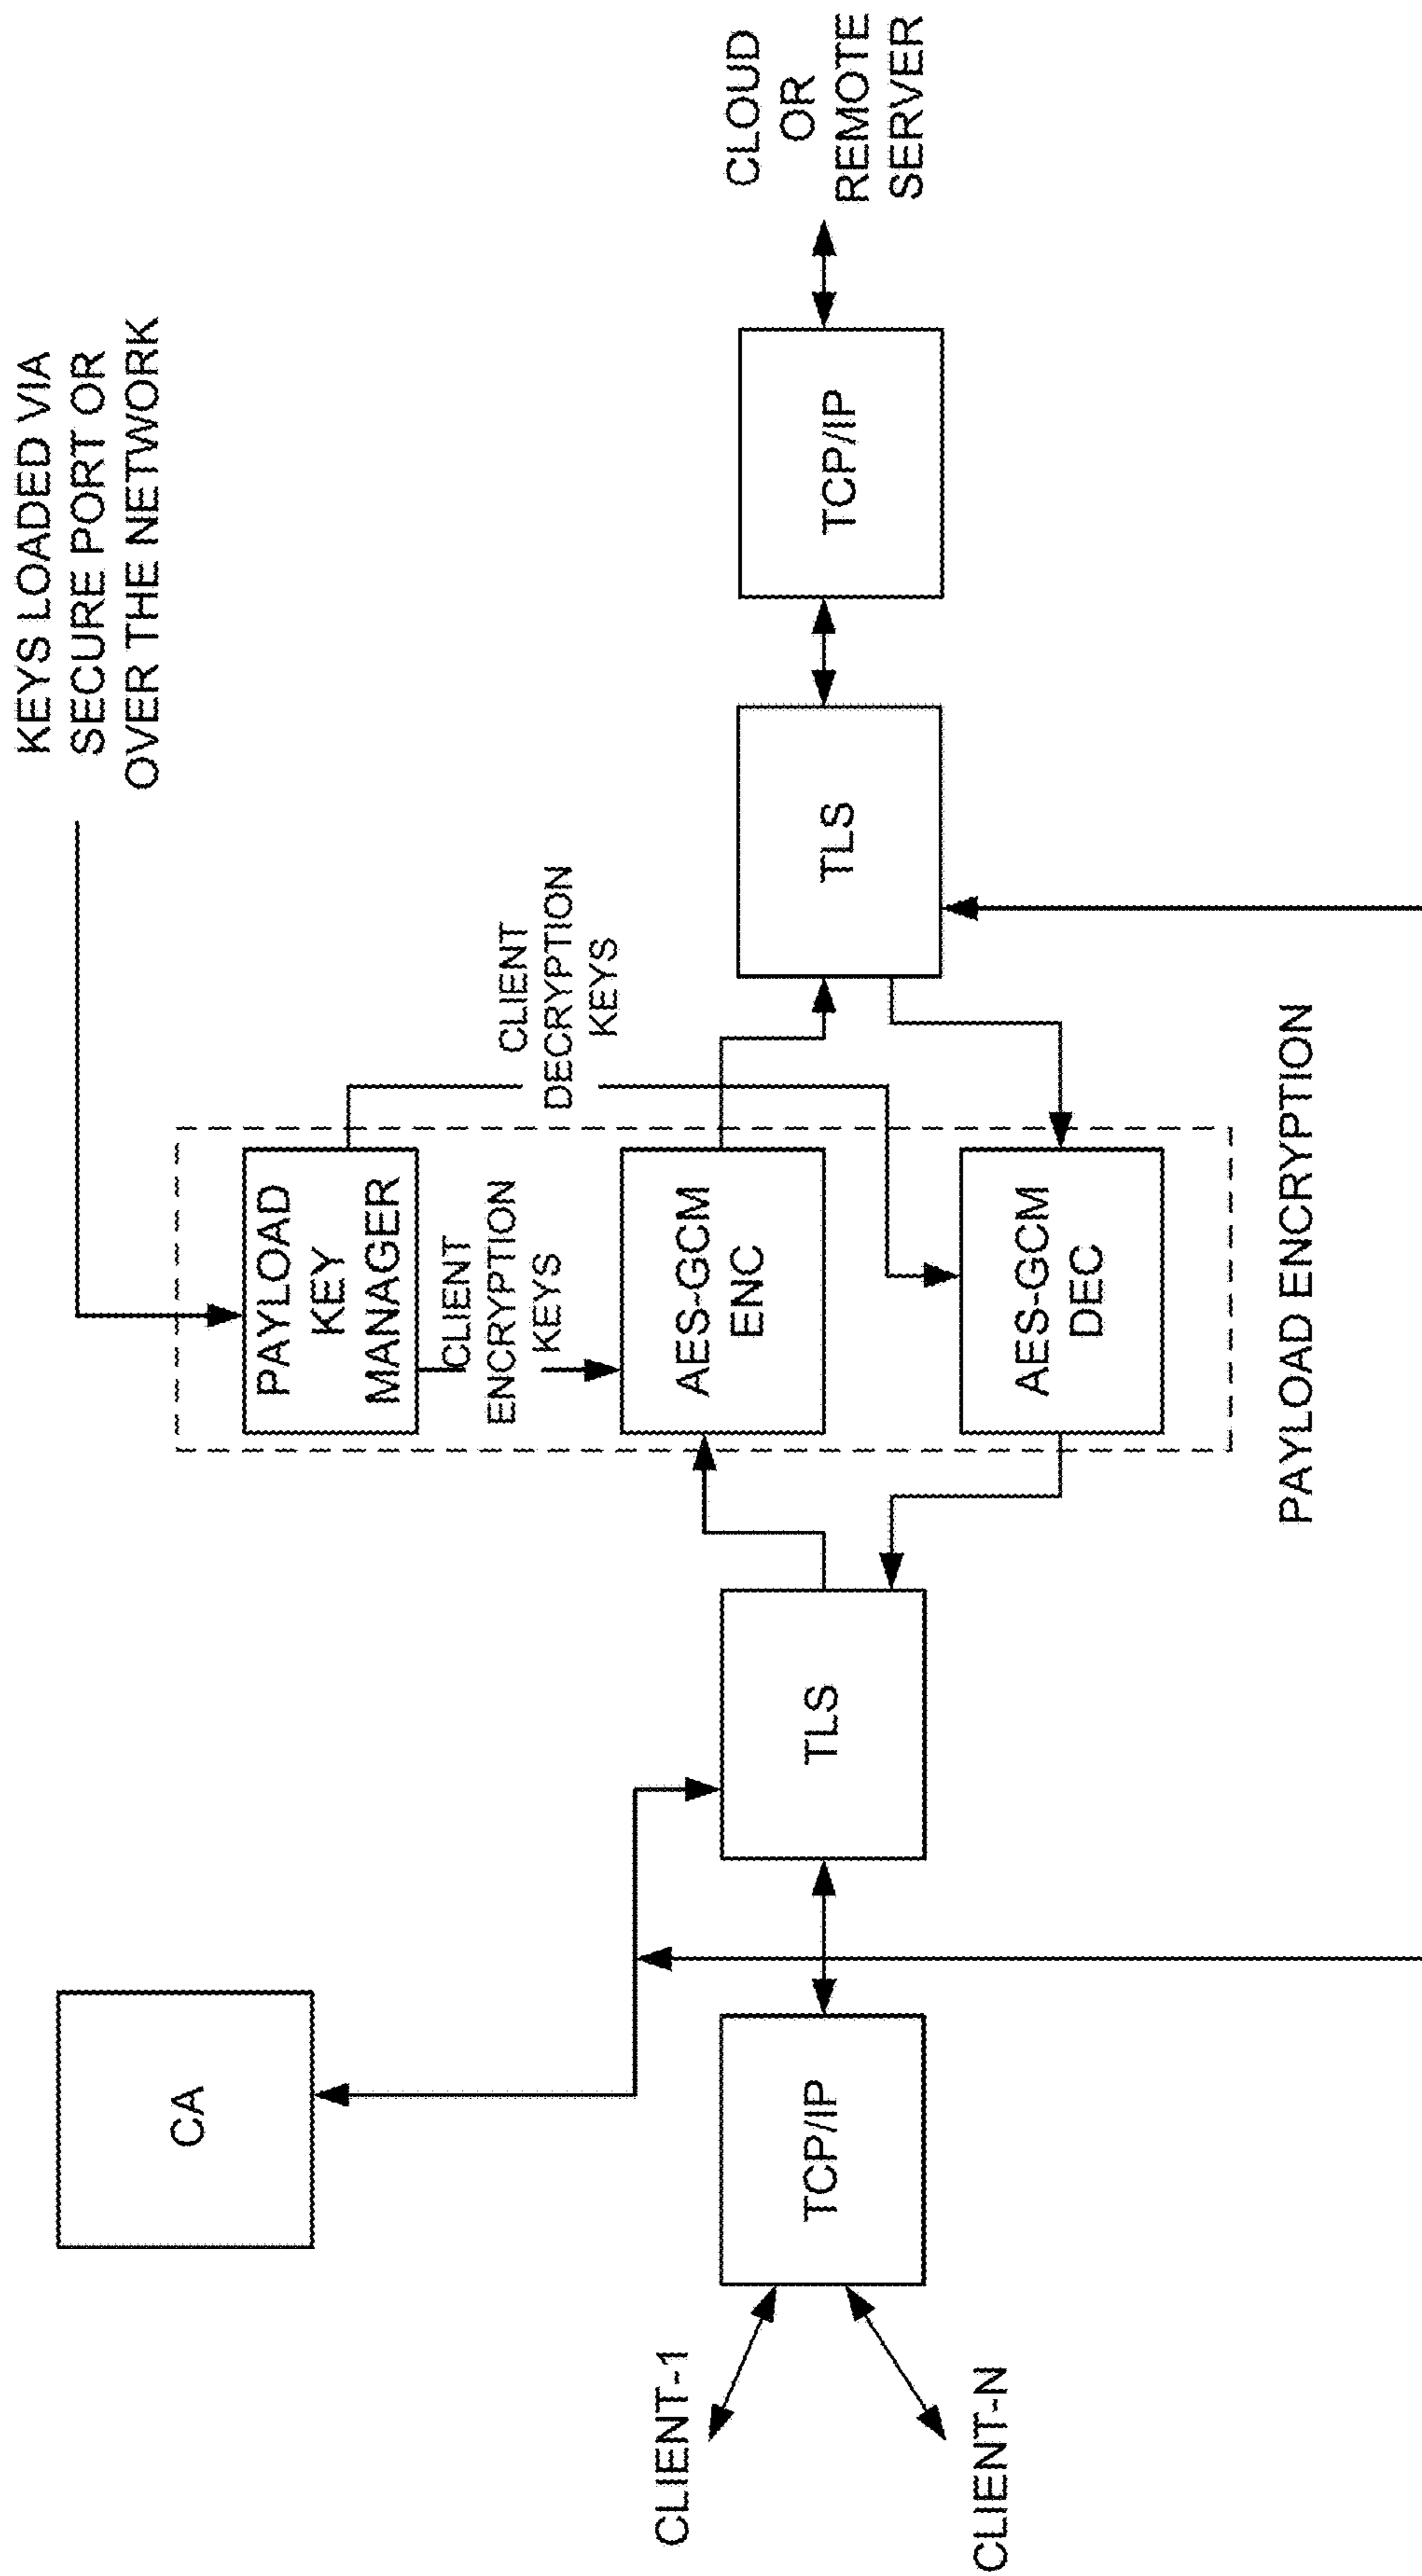 KEYS LOADED VIA
SECURE PORT OR
OVER THE NETWORK
CA
PAYLOAD
KEY
MANAGER
CLIENT
ENCRYPTION
KEYS
CLIENT
DECRYPTION
KEYS
CLIENT-1
CLIENT-N
TCP/IP
TLS
AES-GCM
ENC
AES-GCM
DEC
TLS
TCP/IP
CLOUD
OR
REMOTE
SERVER
PAYLOAD ENCRYPTION